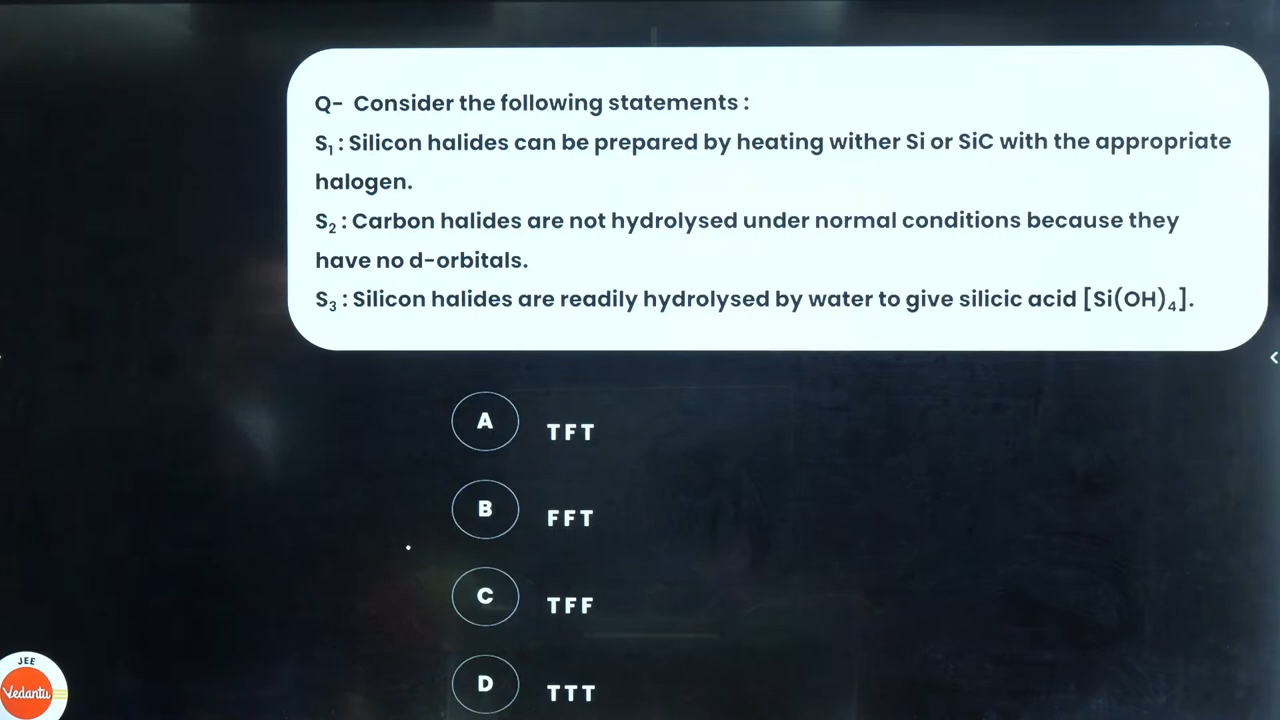 Q- Consider the following statements :
S₁ : Silicon halides can be prepared by heating wither Si or SiC with the appropriate
halogen.
S₂ : Carbon halides are not hydrolysed under normal conditions because they
have no d-orbitals.
S₃ : Silicon halides are readily hydrolysed by water to give silicic acid [Si(OH)₄].
A TFT
B FFT
C TFF
D TTT
JEE
Vedantu